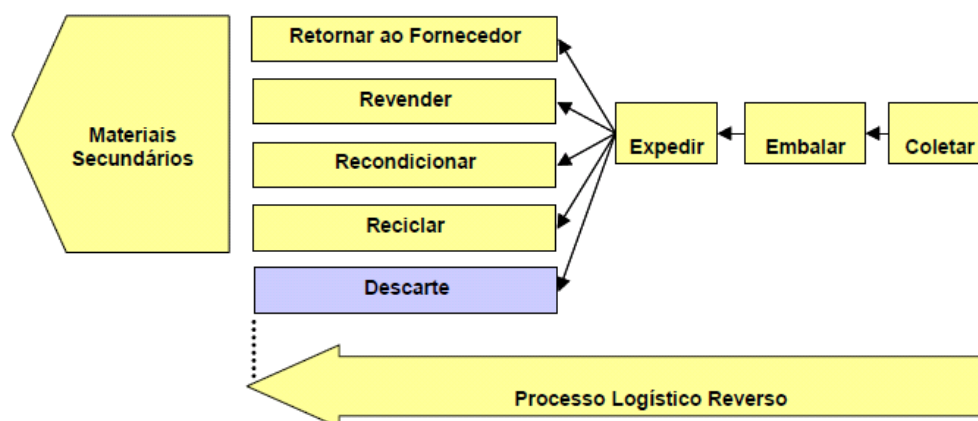 Retornar ao Fornecedor
Revender
Materiais
Secundários
Recondicionar
Expedir
Embalar
Coletar
Reciclar
Descarte
Processo Logístico Reverso